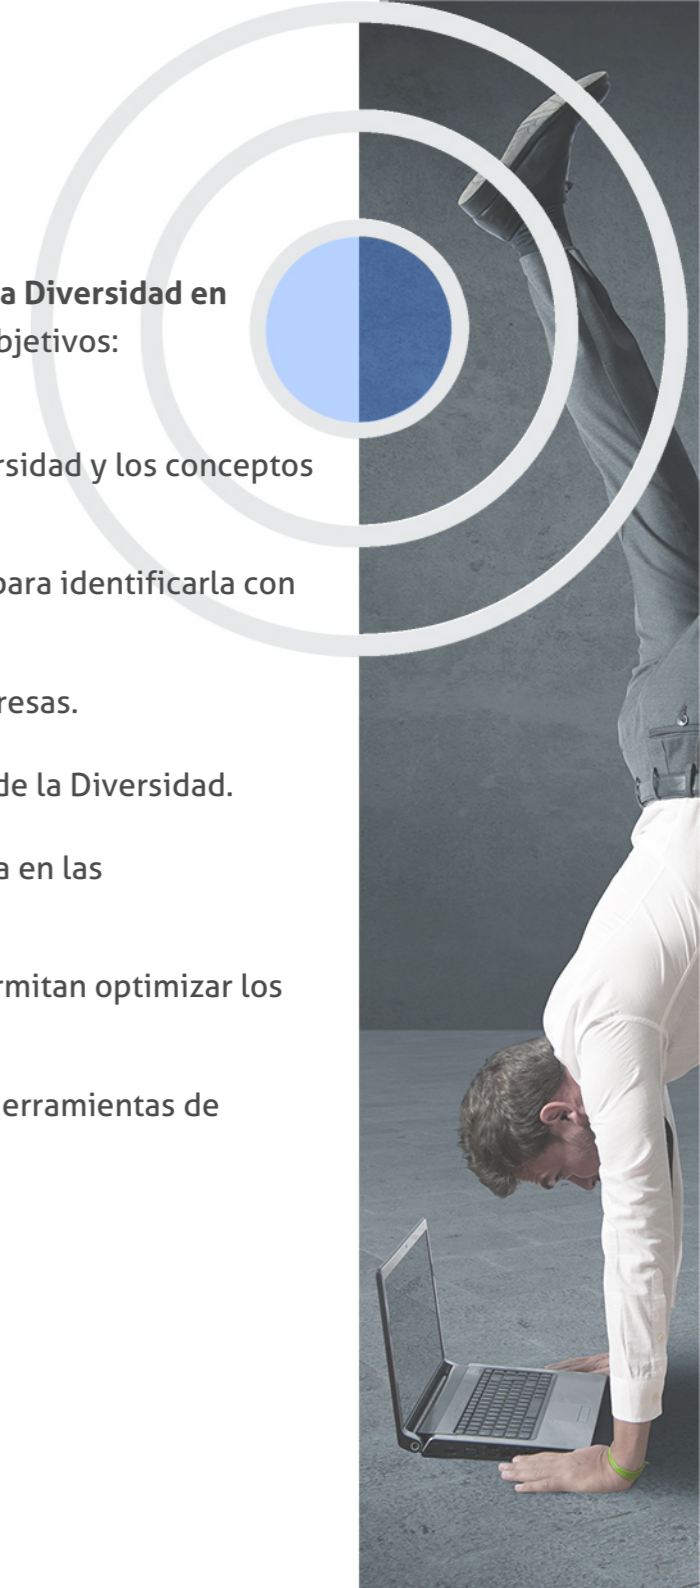 a Diversidad en
bjetivos:
rsidad y los conceptos
para identificarla con
resas.
de la Diversidad.
a en las
rmitan optimizar los
erramientas de